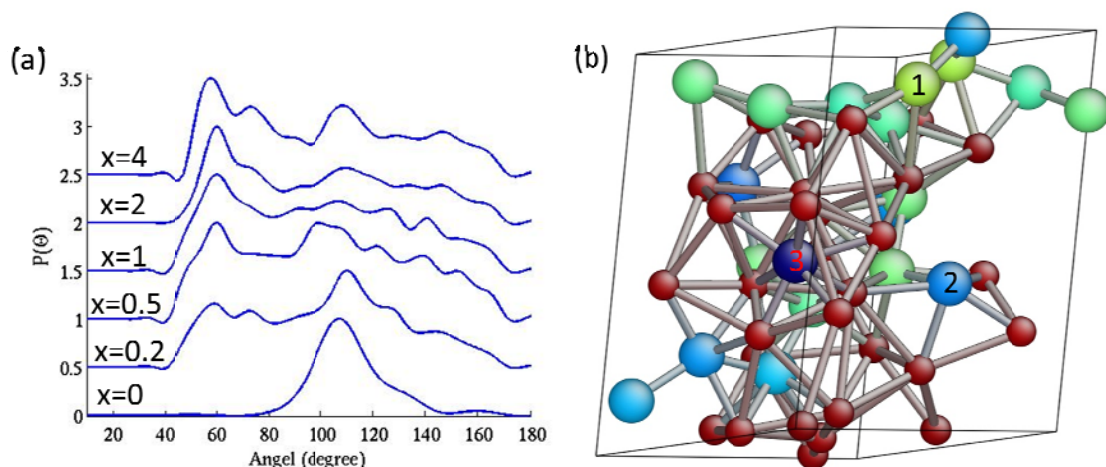 (a)
(b)
3.5
3
2.5
2
1.5
1
0.5
0
P(Θ)
x=4
x=2
x=1
x=0.5
x=0.2
x=0
20 40 60 80 100 120 140 160 180
Angel (degree)
1
3
2